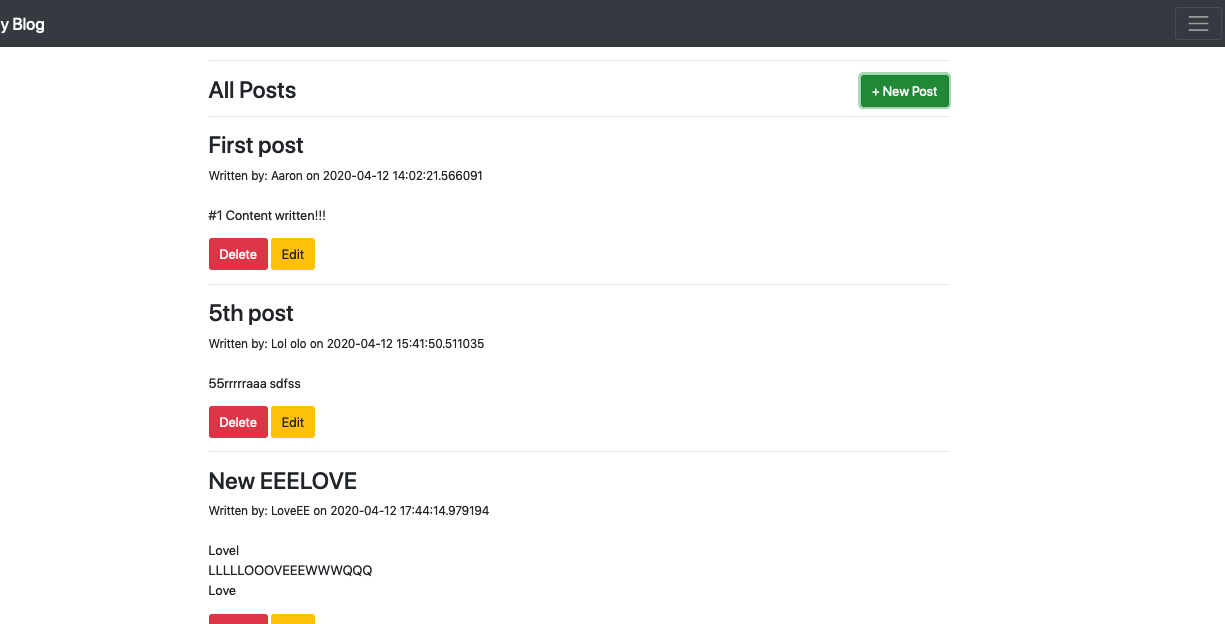 y Blog
All Posts
+ New Post
First post
Written by: Aaron on 2020-04-12 14:02:21.566091
#1 Content written!!!
Delete Edit
5th post
Written by: Lol olo on 2020-04-12 15:41:50.511035
55rrrrraaa sdfss
Delete Edit
New EEELOVE
Written by: LoveEE on 2020-04-12 17:44:14.979194
Lovel
LLLLLOOOVEEEWWWQQQ
Love